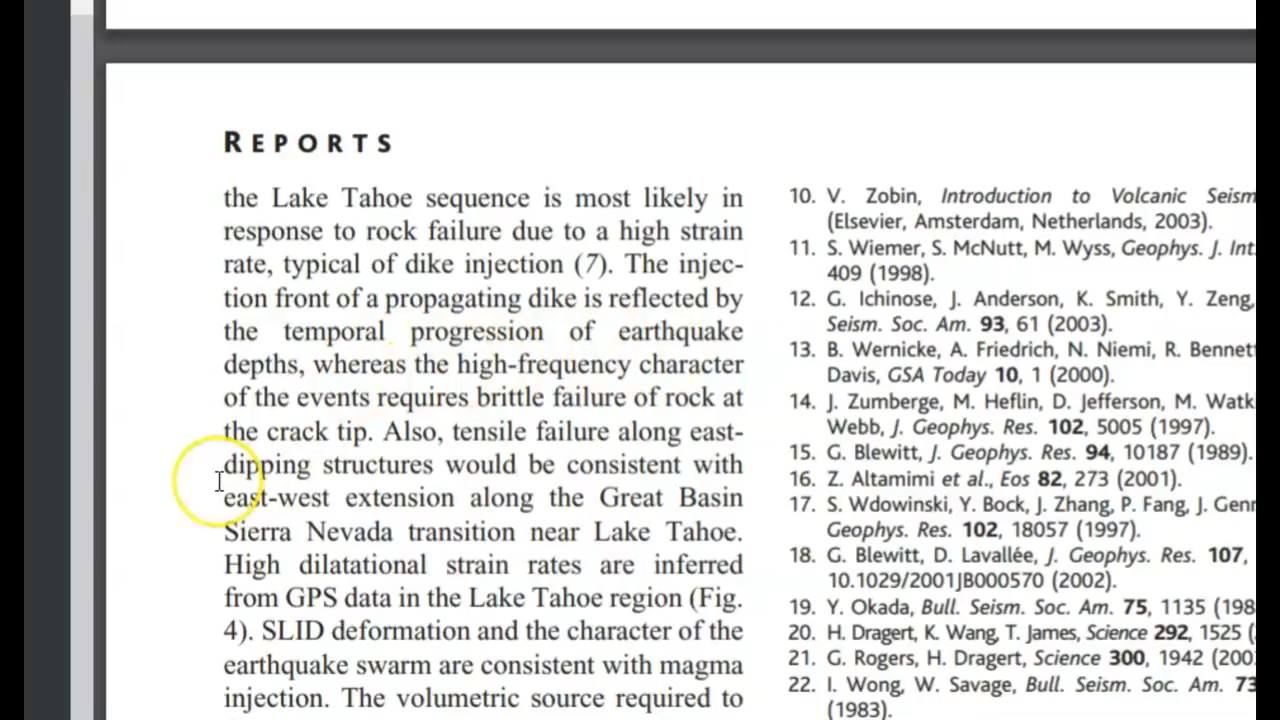 REPORTS
the Lake Tahoe sequence is most likely in
response to rock failure due to a high strain
rate, typical of dike injection (7). The injec-
tion front of a propagating dike is reflected by
the temporal progression of earthquake
depths, whereas the high-frequency character
of the events requires brittle failure of rock at
the crack tip. Also, tensile failure along east-
dipping structures would be consistent with
east-west extension along the Great Basin
Sierra Nevada transition near Lake Tahoe.
High dilatational strain rates are inferred
from GPS data in the Lake Tahoe region (Fig.
4). SLID deformation and the character of the
earthquake swarm are consistent with magma
injection. The volumetric source required to
10. V. Zobin, Introduction to Volcanic Seism
(Elsevier, Amsterdam, Netherlands, 2003).
11. S. Wiemer, S. McNutt, M. Wyss, Geophys. J. Int.
409 (1998).
12. G. Ichinose, J. Anderson, K. Smith, Y. Zeng,
Seism. Soc. Am. 93, 61 (2003).
13. B. Wernicke, A. Friedrich, N. Niemi, R. Bennet
Davis, GSA Today 10, 1 (2000).
14. J. Zumberge, M. Heflin, D. Jefferson, M. Watk
Webb, J. Geophys. Res. 102, 5005 (1997).
15. G. Blewitt, J. Geophys. Res. 94, 10187 (1989).
16. Z. Altamimi et al., Eos 82, 273 (2001).
17. S. Wdowinski, Y. Bock, J. Zhang, P. Fang, J. Genr
Geophys. Res. 102, 18057 (1997).
18. G. Blewitt, D. Lavallée, J. Geophys. Res. 107,
10.1029/2001JB000570 (2002).
19. Y. Okada, Bull. Seism. Soc. Am. 75, 1135 (198
20. H. Dragert, K. Wang, T. James, Science 292, 1525 (
21. G. Rogers, H. Dragert, Science 300, 1942 (200
22. I. Wong, W. Savage, Bull. Seism. Soc. Am. 73
(1983).